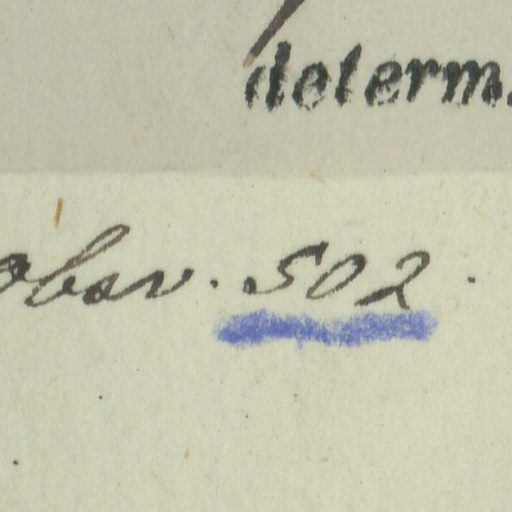 determ.
obsv. 502.